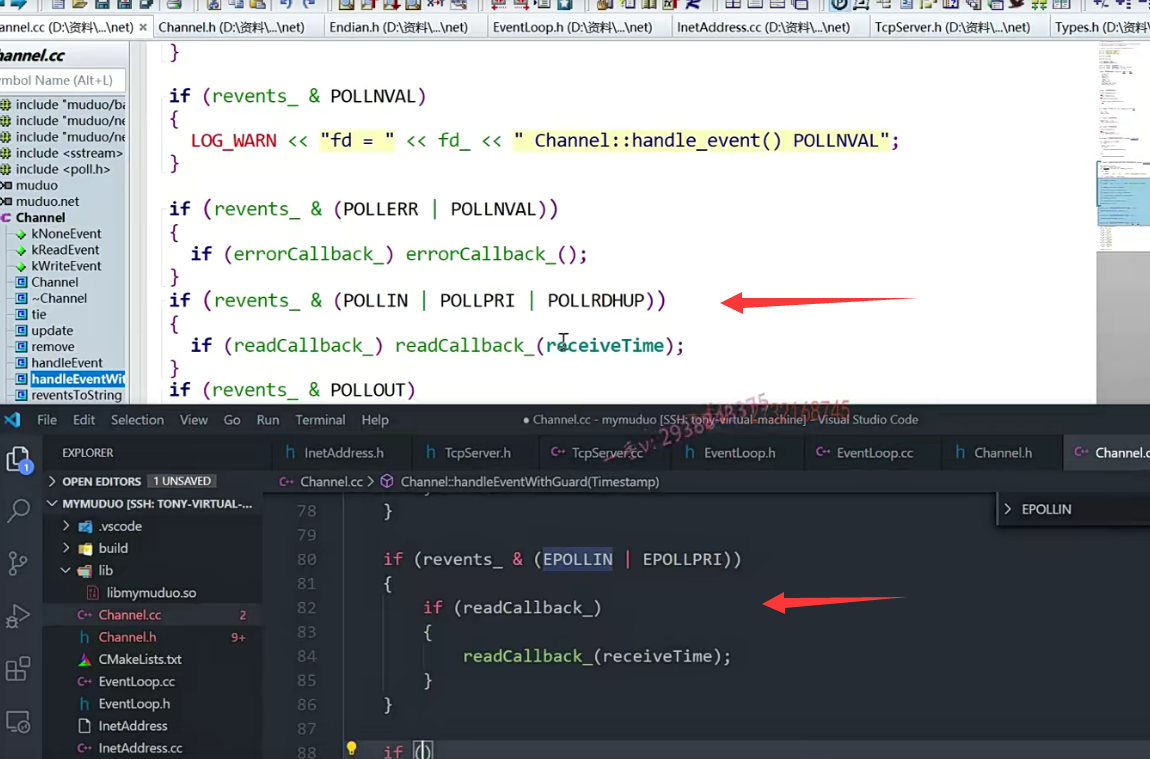 annel.cc (D:\资料\...\net) × Channel.h (D:\资料\...\net) Endian.h (D:\资料\...\net) EventLoop.h (D:\资料\...\net) InetAddress.cc (D:\资料\...\net) TcpServer.h (D:\资料\...\net) Types.h (D:\资料\...\n
hannel.cc
mbol Name (Alt+L)
include "muduo/ba
include "muduo/ne
include "muduo/ne
include <sstream>
include <poll.h>
muduo
muduo.net
Channel
kNoneEvent
kReadEvent
kWriteEvent
Channel
~Channel
tie
update
remove
handleEvent
handleEventWit
reventsToString
}
if (revents_ & POLLNVAL)
{
LOG_WARN << "fd = " << fd_ << " Channel::handle_event() POLLNVAL";
}
if (revents_ & (POLLERR | POLLNVAL))
{
if (errorCallback_) errorCallback_();
}
if (revents_ & (POLLIN | POLLPRI | POLLRDHUP))
{
if (readCallback_) readCallback_(receiveTime);
}
if (revents_ & POLLOUT)
File Edit Selection View Go Run Terminal Help
● Channel.cc - mymuduo [SSH: tony-virtual-machine] - Visual Studio Code
EXPLORER
InetAddress.h TcpServer.h TcpServer.cc EventLoop.h EventLoop.cc Channel.h Channel.c
1
OPEN EDITORS 1 UNSAVED
MYMUDUO [SSH: TONY-VIRTUAL-...
.vscode
build
lib
libmymuduo.so
Channel.cc 2
Channel.h 9+
CMakeLists.txt
EventLoop.cc
EventLoop.h
InetAddress
InetAddress.cc
Channel.cc > Channel::handleEventWithGuard(Timestamp)
> EPOLLIN
78 }
79
80 if (revents_ & (EPOLLIN | EPOLLPRI))
81 {
82 if (readCallback_)
83 {
84 readCallback_(receiveTime);
85 }
86 }
87
88 if ()